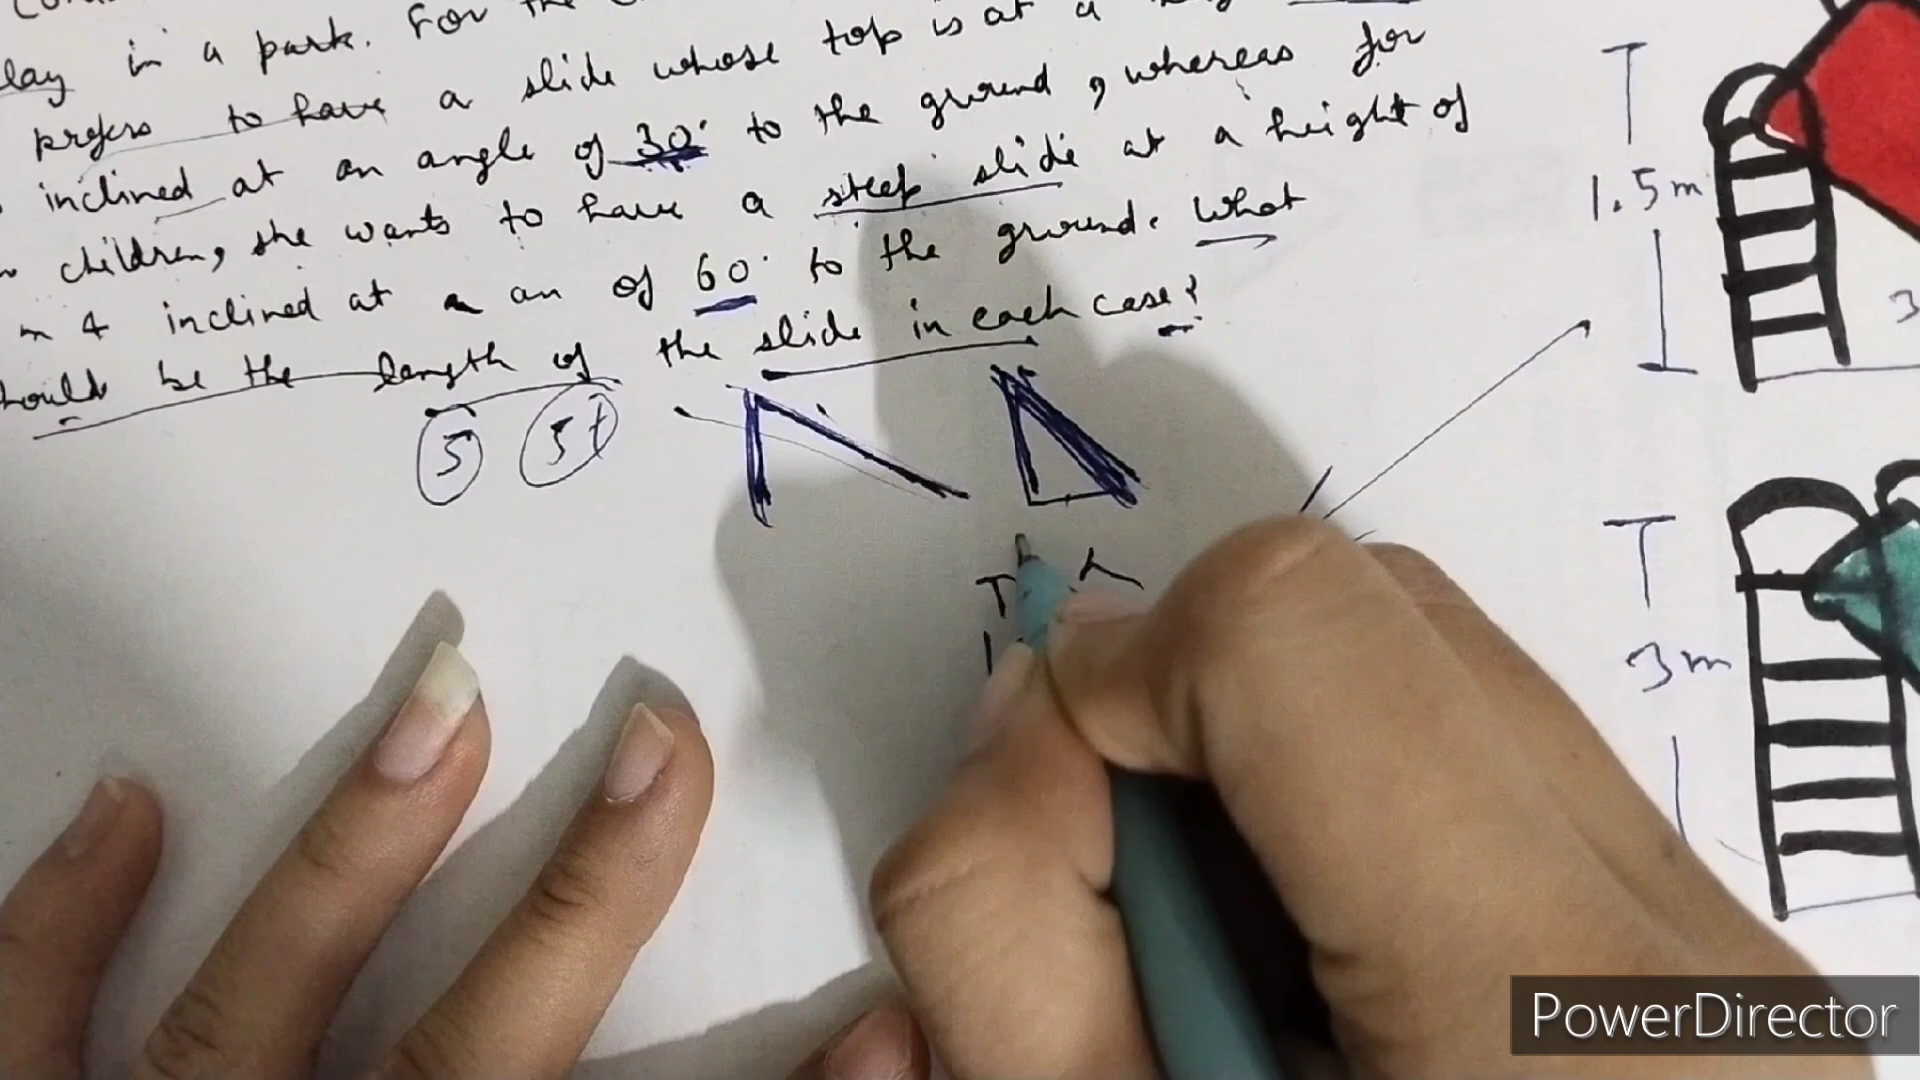 lay in a park. For the
prefers to have a slide whose top is at a
inclined at an angle of 30° to the ground, whereas for
children, she wants to have a steep slide at a height of
m & inclined at an of 60° to the ground. What
hould be the length of the slide in each case?
5 5t
1.5m
3
3m
PowerDirector